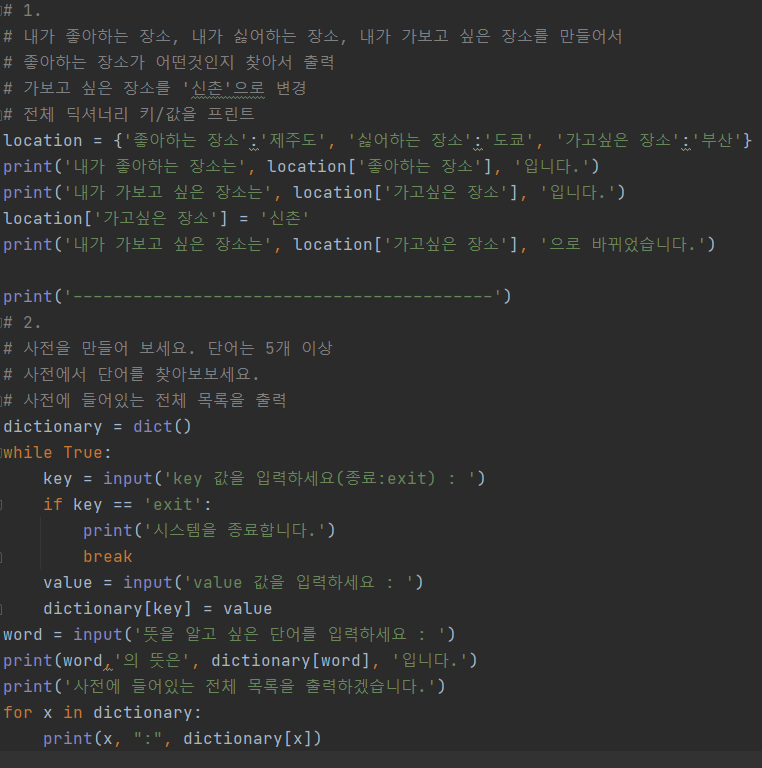 # 1.
# 내가 좋아하는 장소, 내가 싫어하는 장소, 내가 가보고 싶은 장소를 만들어서
# 좋아하는 장소가 어떤것인지 찾아서 출력
# 가보고 싶은 장소를 '신촌'으로 변경
# 전체 딕셔너리 키/값을 프린트
location = {'좋아하는 장소':'제주도', '싫어하는 장소':'도쿄', '가고싶은 장소':'부산'}
print('내가 좋아하는 장소는', location['좋아하는 장소'], '입니다.')
print('내가 가보고 싶은 장소는', location['가고싶은 장소'], '입니다.')
location['가고싶은 장소'] = '신촌'
print('내가 가보고 싶은 장소는', location['가고싶은 장소'], '으로 바뀌었습니다.')
print('------------------------------------------')
# 2.
# 사전을 만들어 보세요. 단어는 5개 이상
# 사전에서 단어를 찾아보보세요.
# 사전에 들어있는 전체 목록을 출력
dictionary = dict()
while True:
    key = input('key 값을 입력하세요(종료:exit) : ')
    if key == 'exit':
        print('시스템을 종료합니다.')
        break
    value = input('value 값을 입력하세요 : ')
    dictionary[key] = value
word = input('뜻을 알고 싶은 단어를 입력하세요 : ')
print(word,'의 뜻은', dictionary[word], '입니다.')
print('사전에 들어있는 전체 목록을 출력하겠습니다.')
for x in dictionary:
    print(x, ":", dictionary[x])